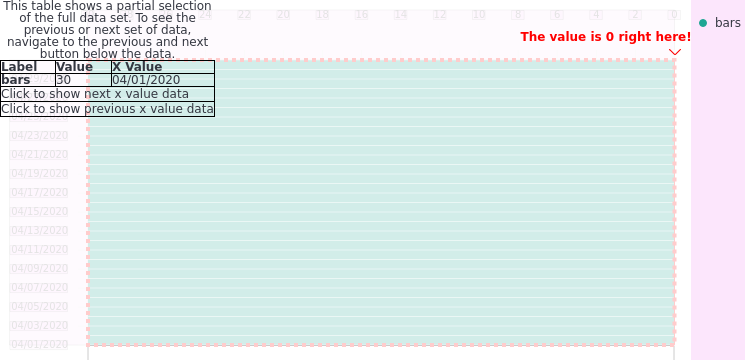 This table shows a partial selection
of the full data set. To see the
previous or next set of data,
navigate to the previous and next
button below the data.
24 22 20 18 16 14 12 10 8 6 4 2 0
The value is 0 right here!
bars
Label Value X Value
bars 30 04/01/2020
Click to show next x value data
Click to show previous x value data
04/23/2020
04/21/2020
04/19/2020
04/17/2020
04/15/2020
04/13/2020
04/11/2020
04/09/2020
04/07/2020
04/05/2020
04/03/2020
04/01/2020